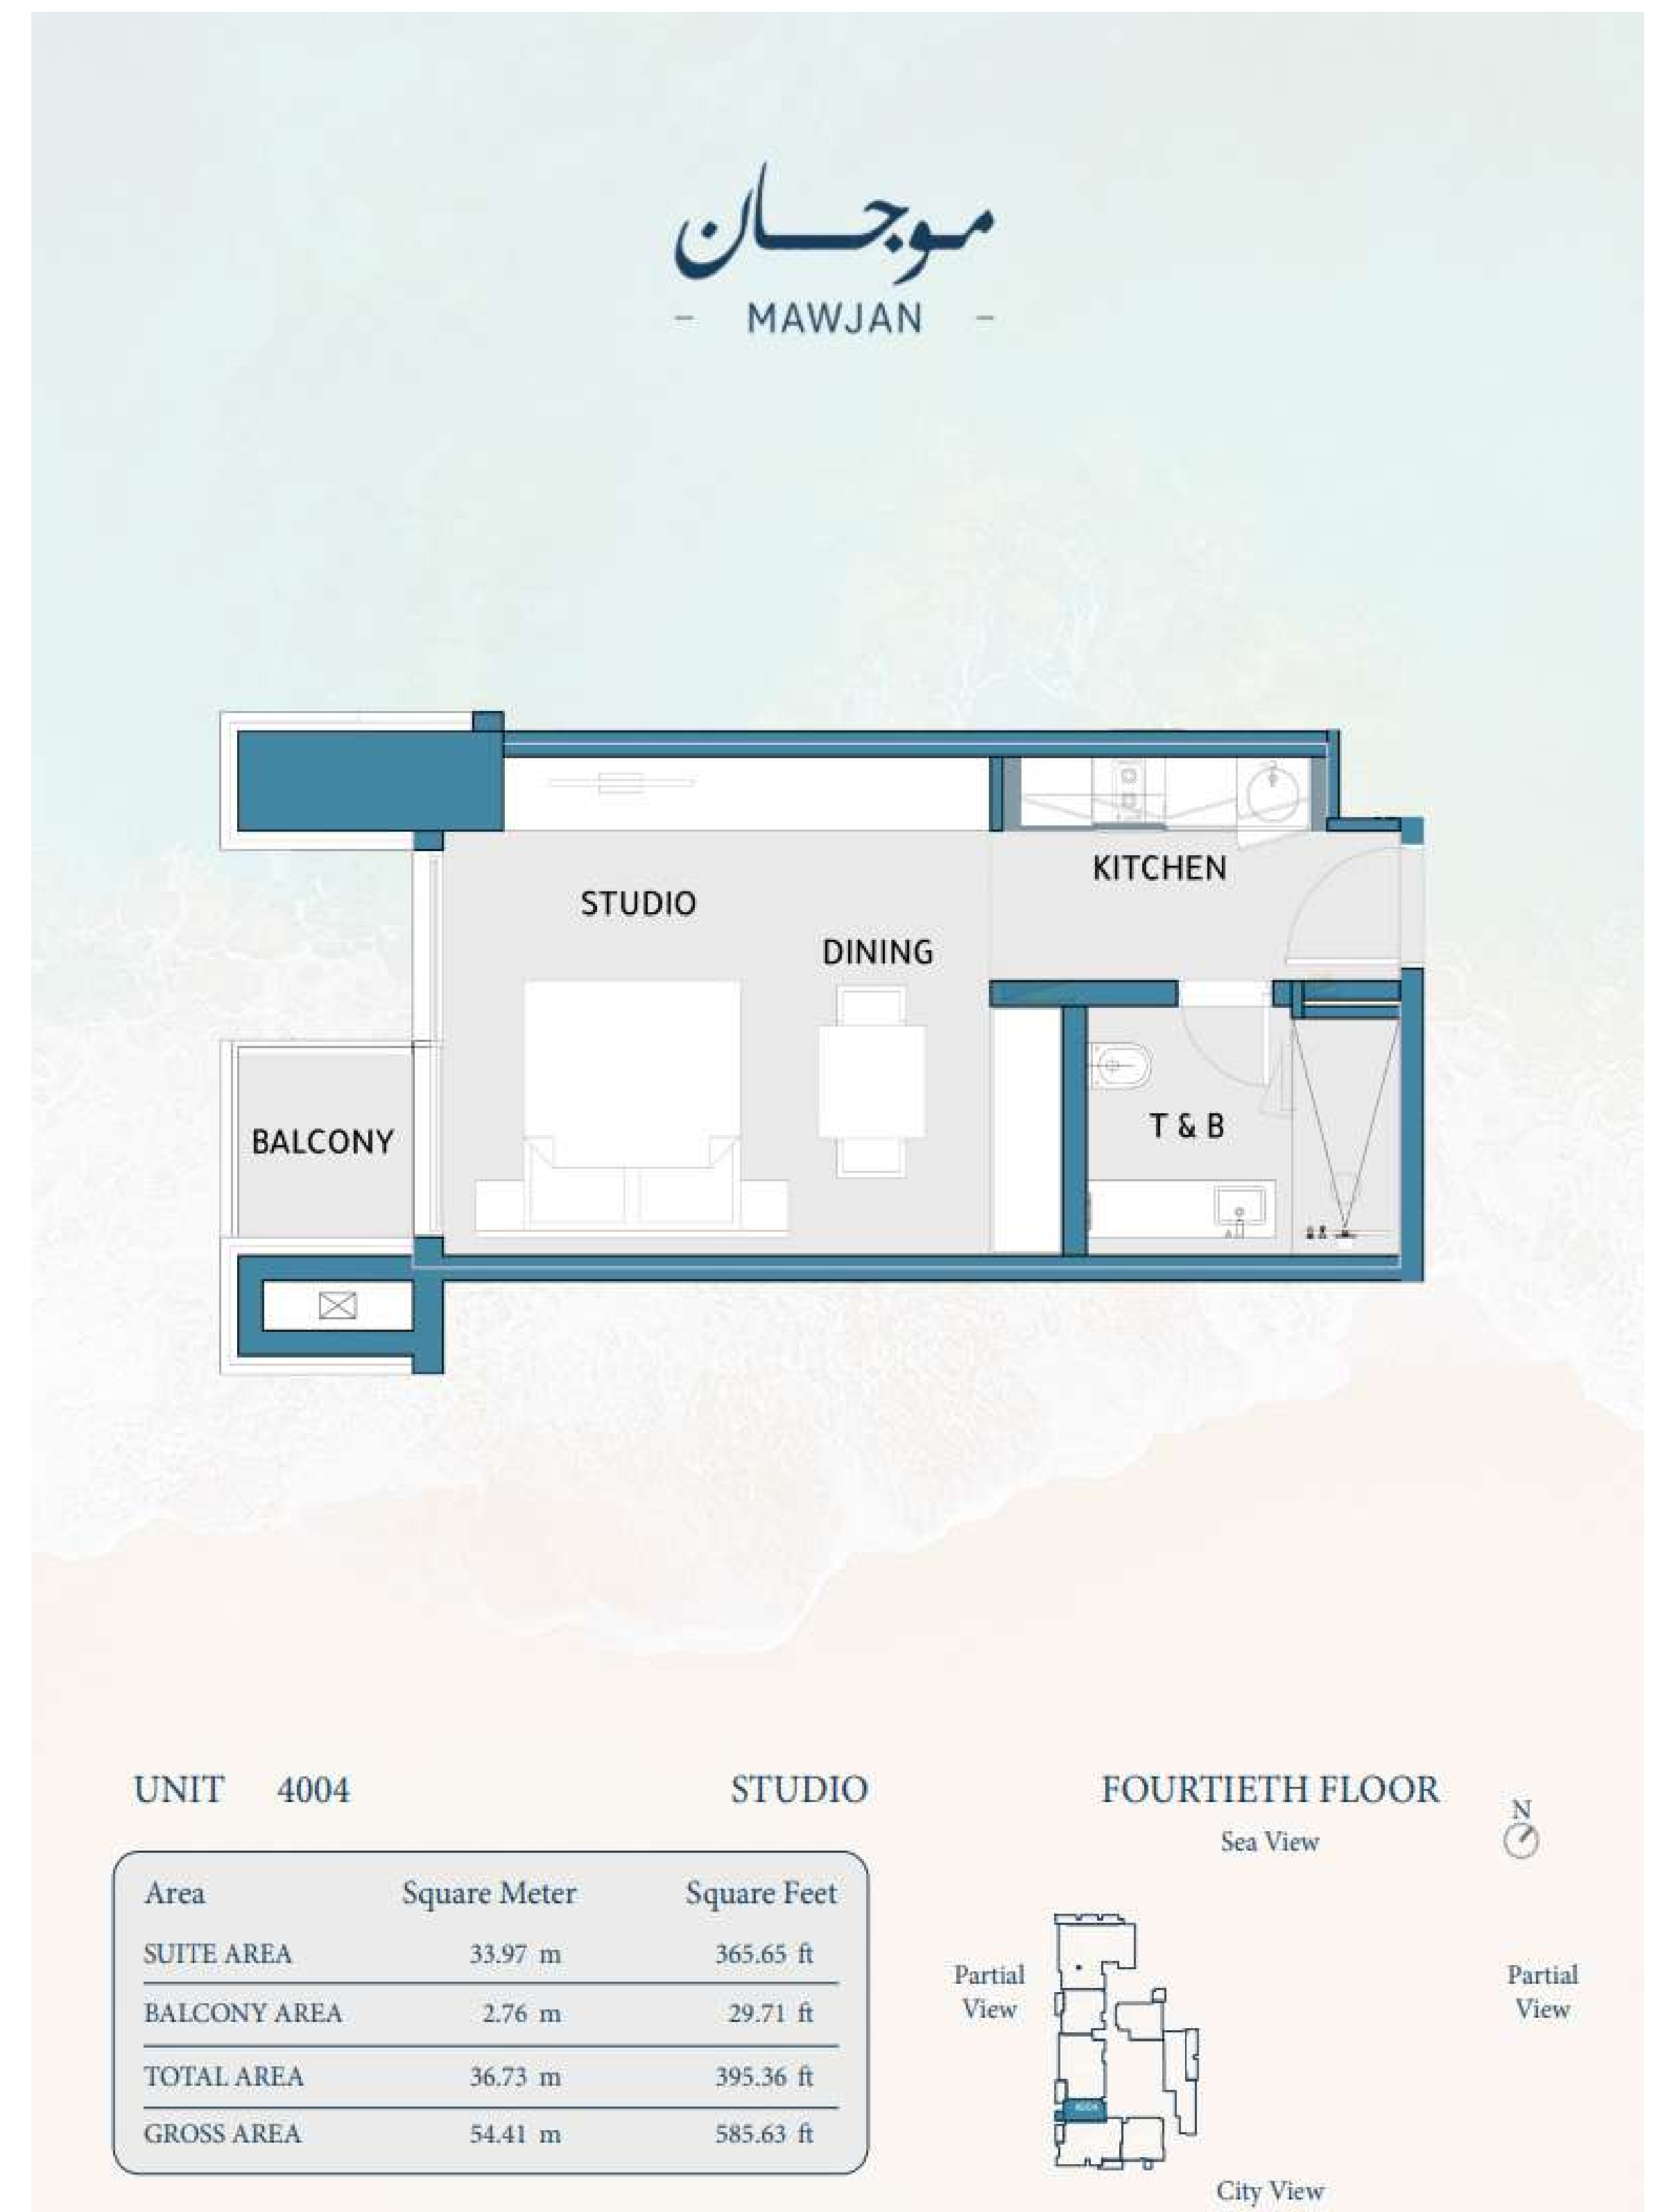 موجان
- MAWJAN -
STUDIO
KITCHEN
DINING
BALCONY
T & B
UNIT 4004
STUDIO
FOURTIETH FLOOR
N
Sea View
Area Square Meter Square Feet
SUITE AREA 33.97 m 365.65 ft
BALCONY AREA 2.76 m 29.71 ft
TOTAL AREA 36.73 m 395.36 ft
GROSS AREA 54.41 m 585.63 ft
Partial
View
4004
Partial
View
City View